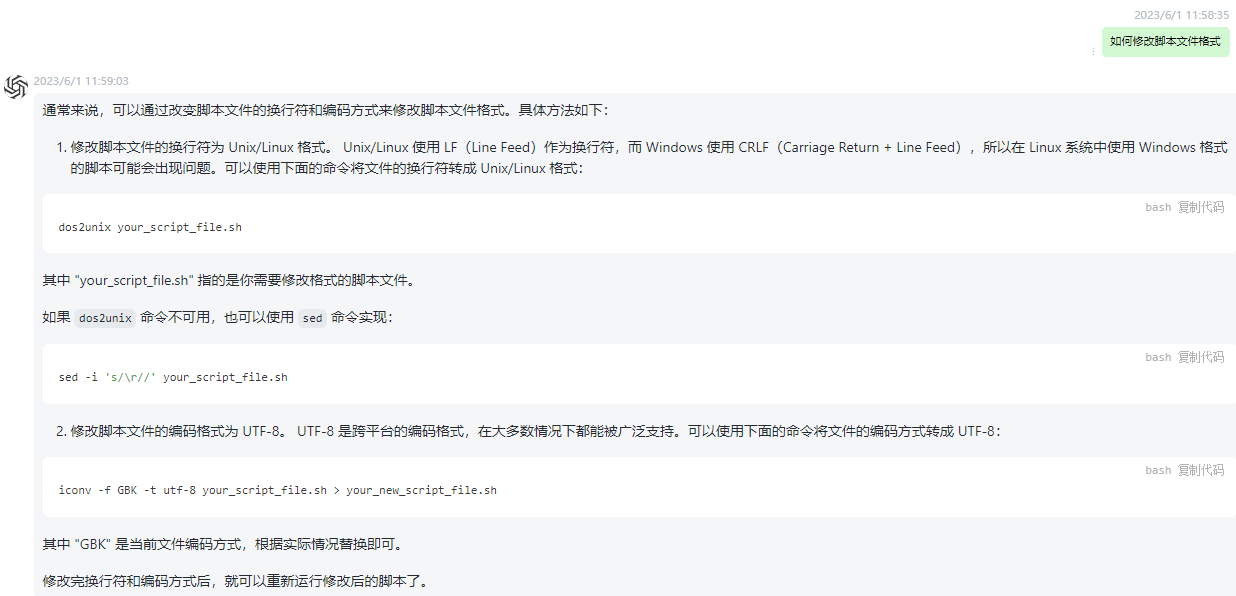 2023/6/1 11:58:35
如何修改脚本文件格式
2023/6/1 11:59:03
通常来说，可以通过改变脚本文件的换行符和编码方式来修改脚本文件格式。具体方法如下：
1. 修改脚本文件的换行符为 Unix/Linux 格式。 Unix/Linux 使用 LF（Line Feed）作为换行符，而 Windows 使用 CRLF（Carriage Return + Line Feed），所以在 Linux 系统中使用 Windows 格式
的脚本可能会出现问题。可以使用下面的命令将文件的换行符转成 Unix/Linux 格式：
bash 复制代码
dos2unix your_script_file.sh
其中 "your_script_file.sh" 指的是你需要修改格式的脚本文件。
如果 dos2unix 命令不可用，也可以使用 sed 命令实现：
bash 复制代码
sed -i 's/\r//' your_script_file.sh
2. 修改脚本文件的编码格式为 UTF-8。 UTF-8 是跨平台的编码格式，在大多数情况下都能被广泛支持。可以使用下面的命令将文件的编码方式转成 UTF-8：
bash 复制代码
iconv -f GBK -t utf-8 your_script_file.sh > your_new_script_file.sh
其中 "GBK" 是当前文件编码方式，根据实际情况替换即可。
修改完换行符和编码方式后，就可以重新运行修改后的脚本了。